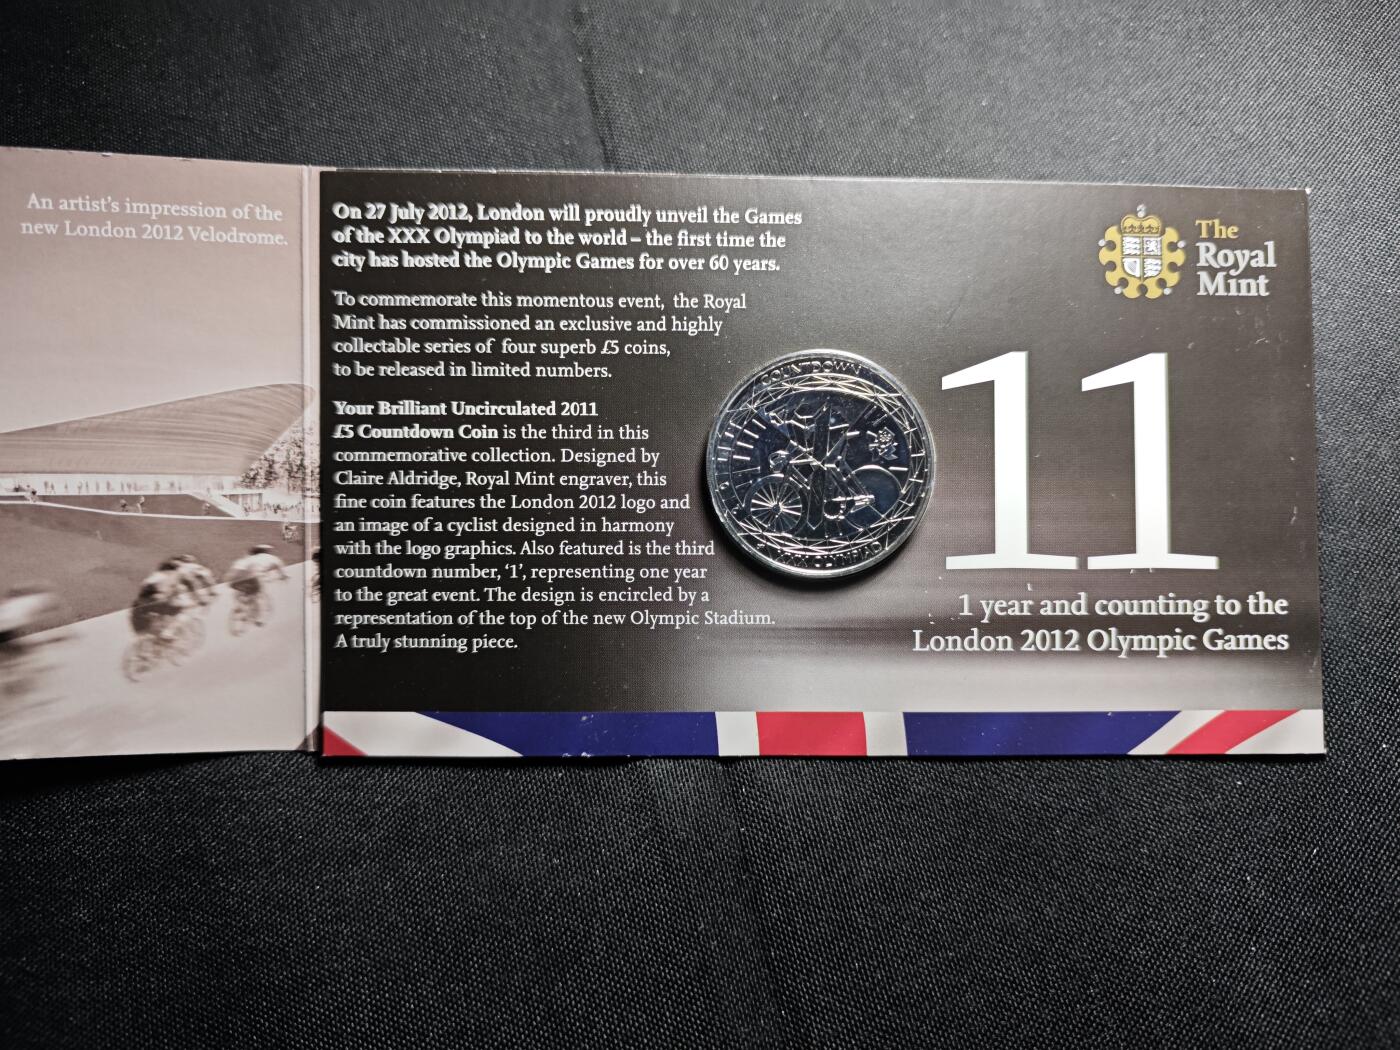 An artist's impression of the
new London 2012 Velodrome.
On 27 July 2012, London will proudly unveil the Games
of the XXX Olympiad to the world – the first time the
city has hosted the Olympic Games for over 60 years.
To commemorate this momentous event, the Royal
Mint has commissioned an exclusive and highly
collectable series of four superb £5 coins,
to be released in limited numbers.
Your Brilliant Uncirculated 2011
£5 Countdown Coin is the third in this
commemorative collection. Designed by
Claire Aldridge, Royal Mint engraver, this
fine coin features the London 2012 logo and
an image of a cyclist designed in harmony
with the logo graphics. Also featured is the third
countdown number, '1', representing one year
to the great event. The design is encircled by a
representation of the top of the new Olympic Stadium.
A truly stunning piece.
COUNTDOWN
XXX OLYMPIAD
The
Royal
Mint
11
1 year and counting to the
London 2012 Olympic Games